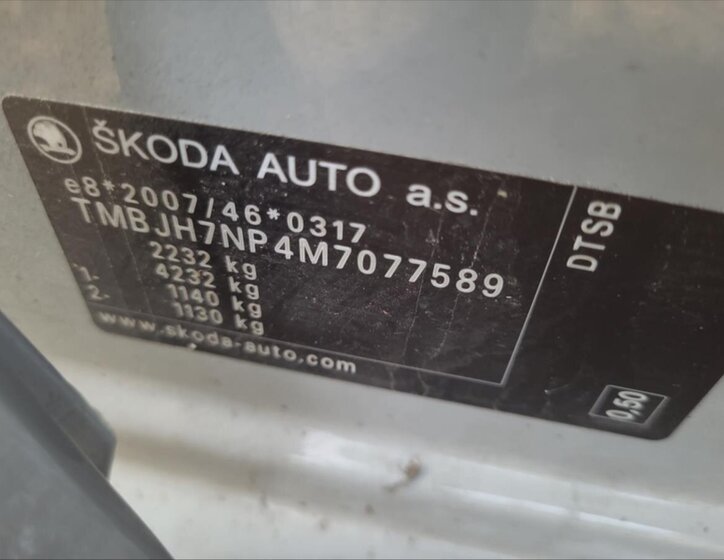 ŠKODA AUTO a.s.
e8*2007/46*0317
TMBJH7NP4M7077589
2232 kg
1- 4232 kg
2- 1140 kg
1130 kg
www.skoda-auto.com
DTSB
0,50